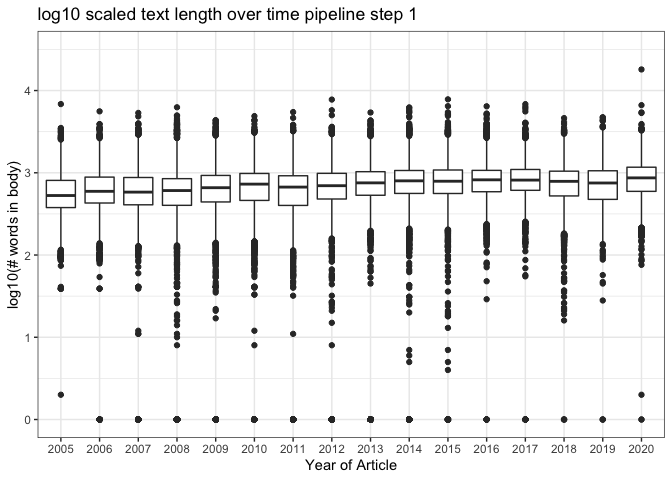 log10 scaled text length over time pipeline step 1
log10(# words in body)
4
3
2
1
0
2005 2006 2007 2008 2009 2010 2011 2012 2013 2014 2015 2016 2017 2018 2019 2020
Year of Article